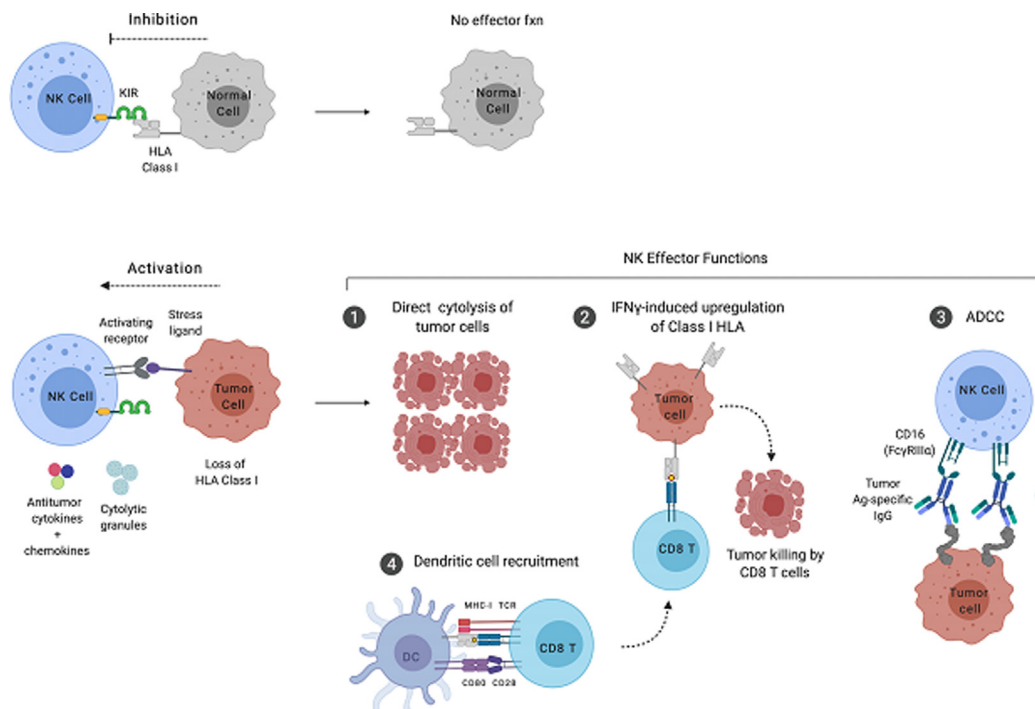 Inhibition
No effector fxn
NK Cell
KIR
Normal
Cell
HLA
Class I
Normal
Cell
NK Effector Functions
Activation
Activating
receptor
Stress
ligand
NK Cell
Tumor
Cell
Loss of
HLA Class I
Antitumor
cytokines
+
chemokines
Cytolytic
granules
1 Direct cytolysis of
tumor cells
2 IFNγ-induced upregulation
of Class I HLA
Tumor
cell
CD8 T
Tumor killing by
CD8 T cells
3 ADCC
NK Cell
CD16
(FcγRIIIα)
Tumor
Ag-specific
IgG
Tumor
cell
4 Dendritic cell recruitment
MHC-I TCR
DC
CD8 T
CD80 CD28